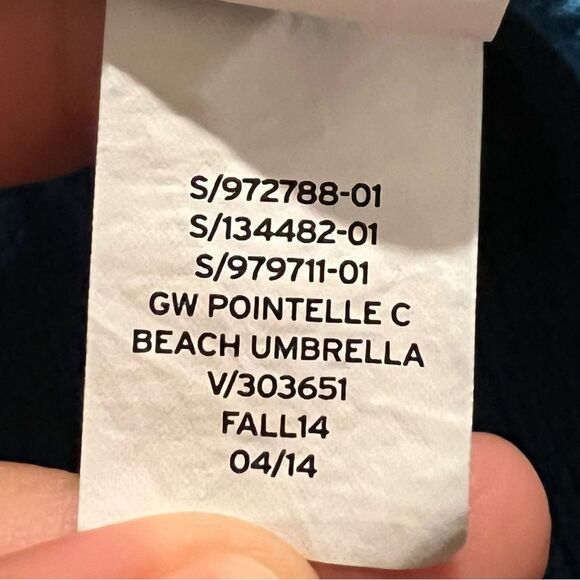 S/972788-01
S/134482-01
S/979711-01
GW POINTELLE C
BEACH UMBRELLA
V/303651
FALL14
04/14